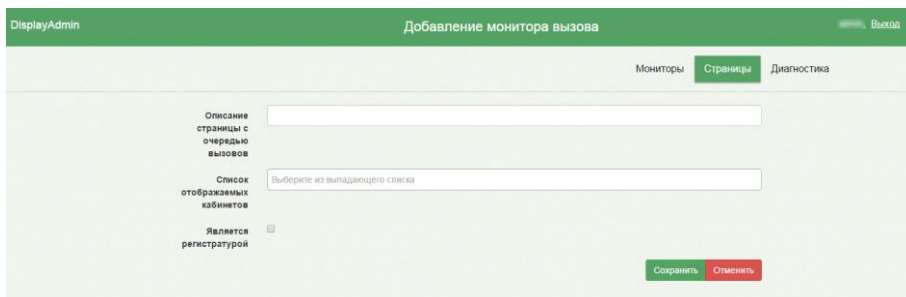 DisplayAdmin
Добавление монитора вызова
, Выход
Мониторы Страницы Диагностика
Описание
страницы с
очередью
вызовов
Список
отображаемых
кабинетов
Выберите из выпадающего списка
Является
регистратурой
Сохранить Отменить